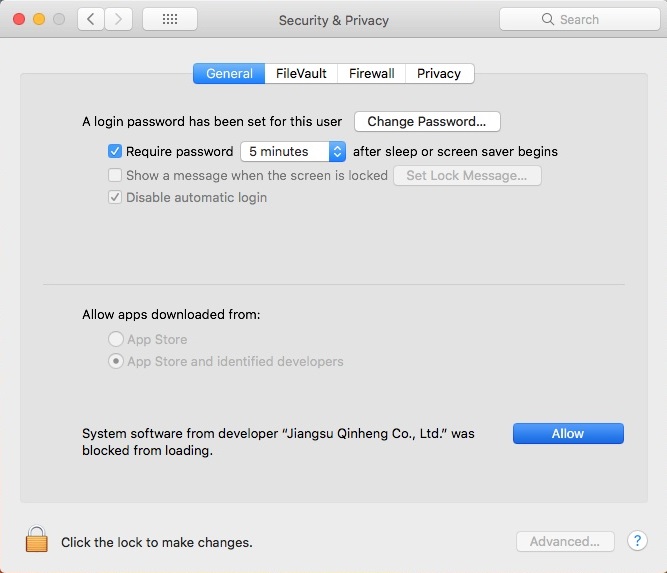 Security & Privacy
Search
General FileVault Firewall Privacy
A login password has been set for this user Change Password...
Require password 5 minutes after sleep or screen saver begins
Show a message when the screen is locked Set Lock Message...
Disable automatic login
Allow apps downloaded from:
App Store
App Store and identified developers
System software from developer “Jiangsu Qinheng Co., Ltd.” was
blocked from loading.
Allow
Click the lock to make changes.
Advanced...
?